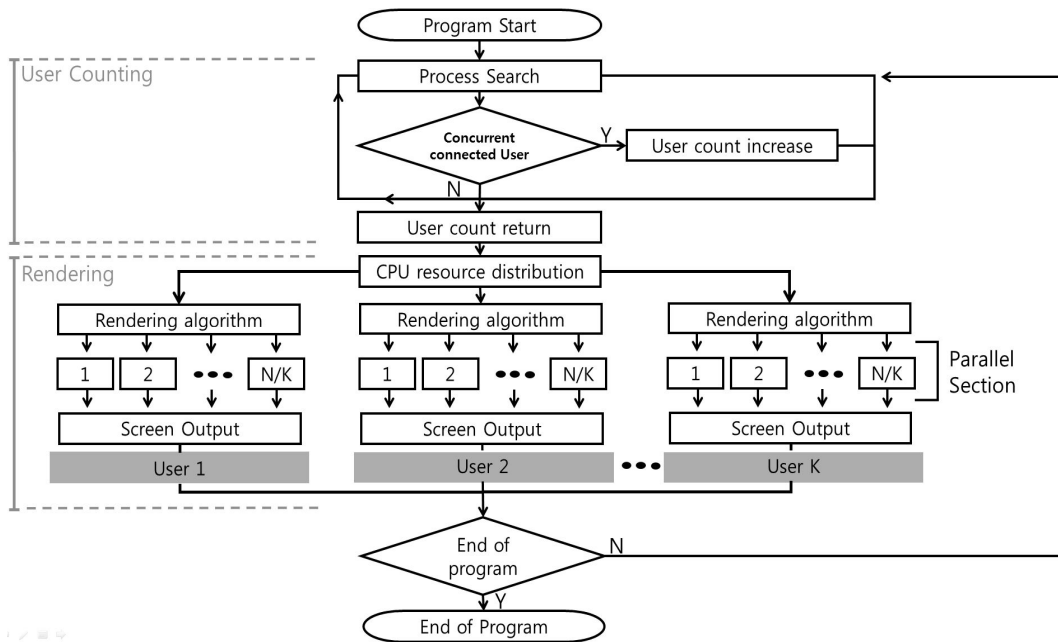 Program Start
User Counting
Process Search
Concurrent
connected User
Y
User count increase
N
User count return
Rendering
CPU resource distribution
Rendering algorithm
Rendering algorithm
Rendering algorithm
1 2 ••• N/K
1 2 ••• N/K
1 2 ••• N/K
Parallel
Section
Screen Output
Screen Output
Screen Output
User 1
User 2
•••
User K
End of
program
N
Y
End of Program